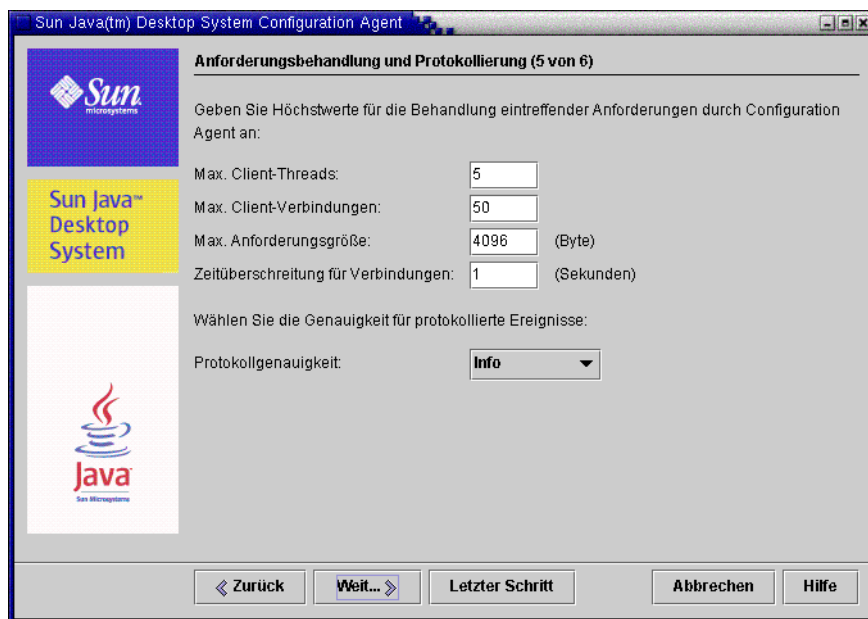 Sun Java(tm) Desktop System Configuration Agent
Sun
microsystems
Sun Java™
Desktop
System
Java
Sun Microsystems
Anforderungsbehandlung und Protokollierung (5 von 6)
Geben Sie Höchstwerte für die Behandlung eintreffender Anforderungen durch Configuration
Agent an:
Max. Client-Threads: 5
Max. Client-Verbindungen: 50
Max. Anforderungsgröße: 4096 (Byte)
Zeitüberschreitung für Verbindungen: 1 (Sekunden)
Wählen Sie die Genauigkeit für protokollierte Ereignisse:
Protokollgenauigkeit: Info
Zurück Weit... Letzter Schritt Abbrechen Hilfe